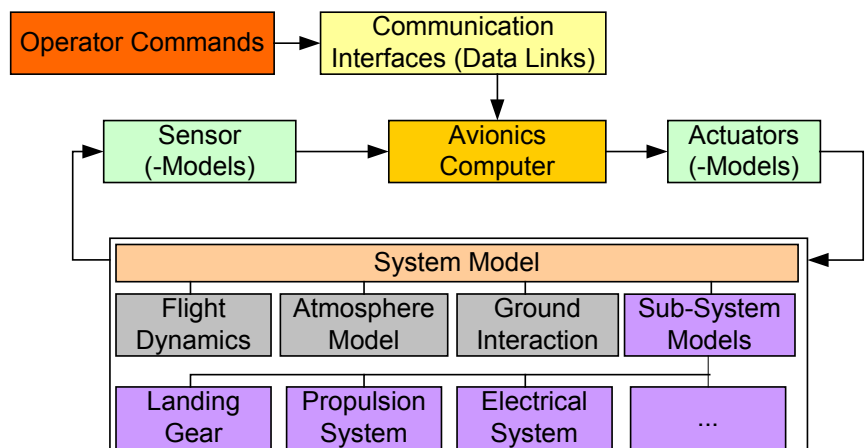 Operator Commands
Communication
Interfaces (Data Links)
Sensor
(-Models)
Avionics
Computer
Actuators
(-Models)
System Model
Flight
Dynamics
Atmosphere
Model
Ground
Interaction
Sub-System
Models
Landing
Gear
Propulsion
System
Electrical
System
...